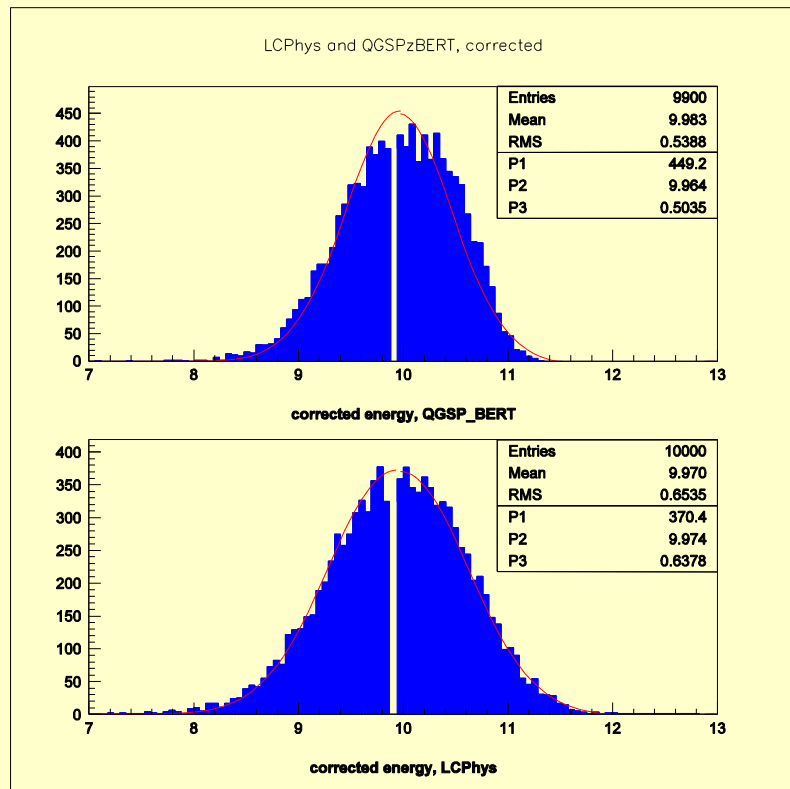 LCPhys and QGSPzBERT, corrected
Entries 9900
Mean 9.983
RMS 0.5388
P1 449.2
P2 9.964
P3 0.5035
450
400
350
300
250
200
150
100
50
0
7 8 9 10 11 12 13
corrected energy, QGSP_BERT
Entries 10000
Mean 9.970
RMS 0.6535
P1 370.4
P2 9.974
P3 0.6378
400
350
300
250
200
150
100
50
0
7 8 9 10 11 12 13
corrected energy, LCPhys